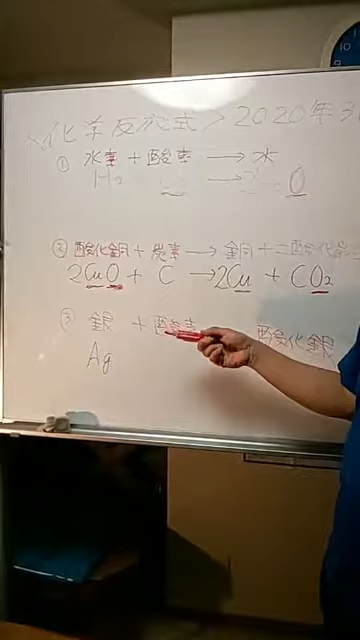 ＜化学反応式＞2020年3
① 水素 + 酸素 → 水
H₂ → O
② 酸化銅 + 炭素 → 銅 + 二酸化炭
2CuO + C → 2Cu + CO₂
③ 銀 + 酸素 酸化銀
Ag